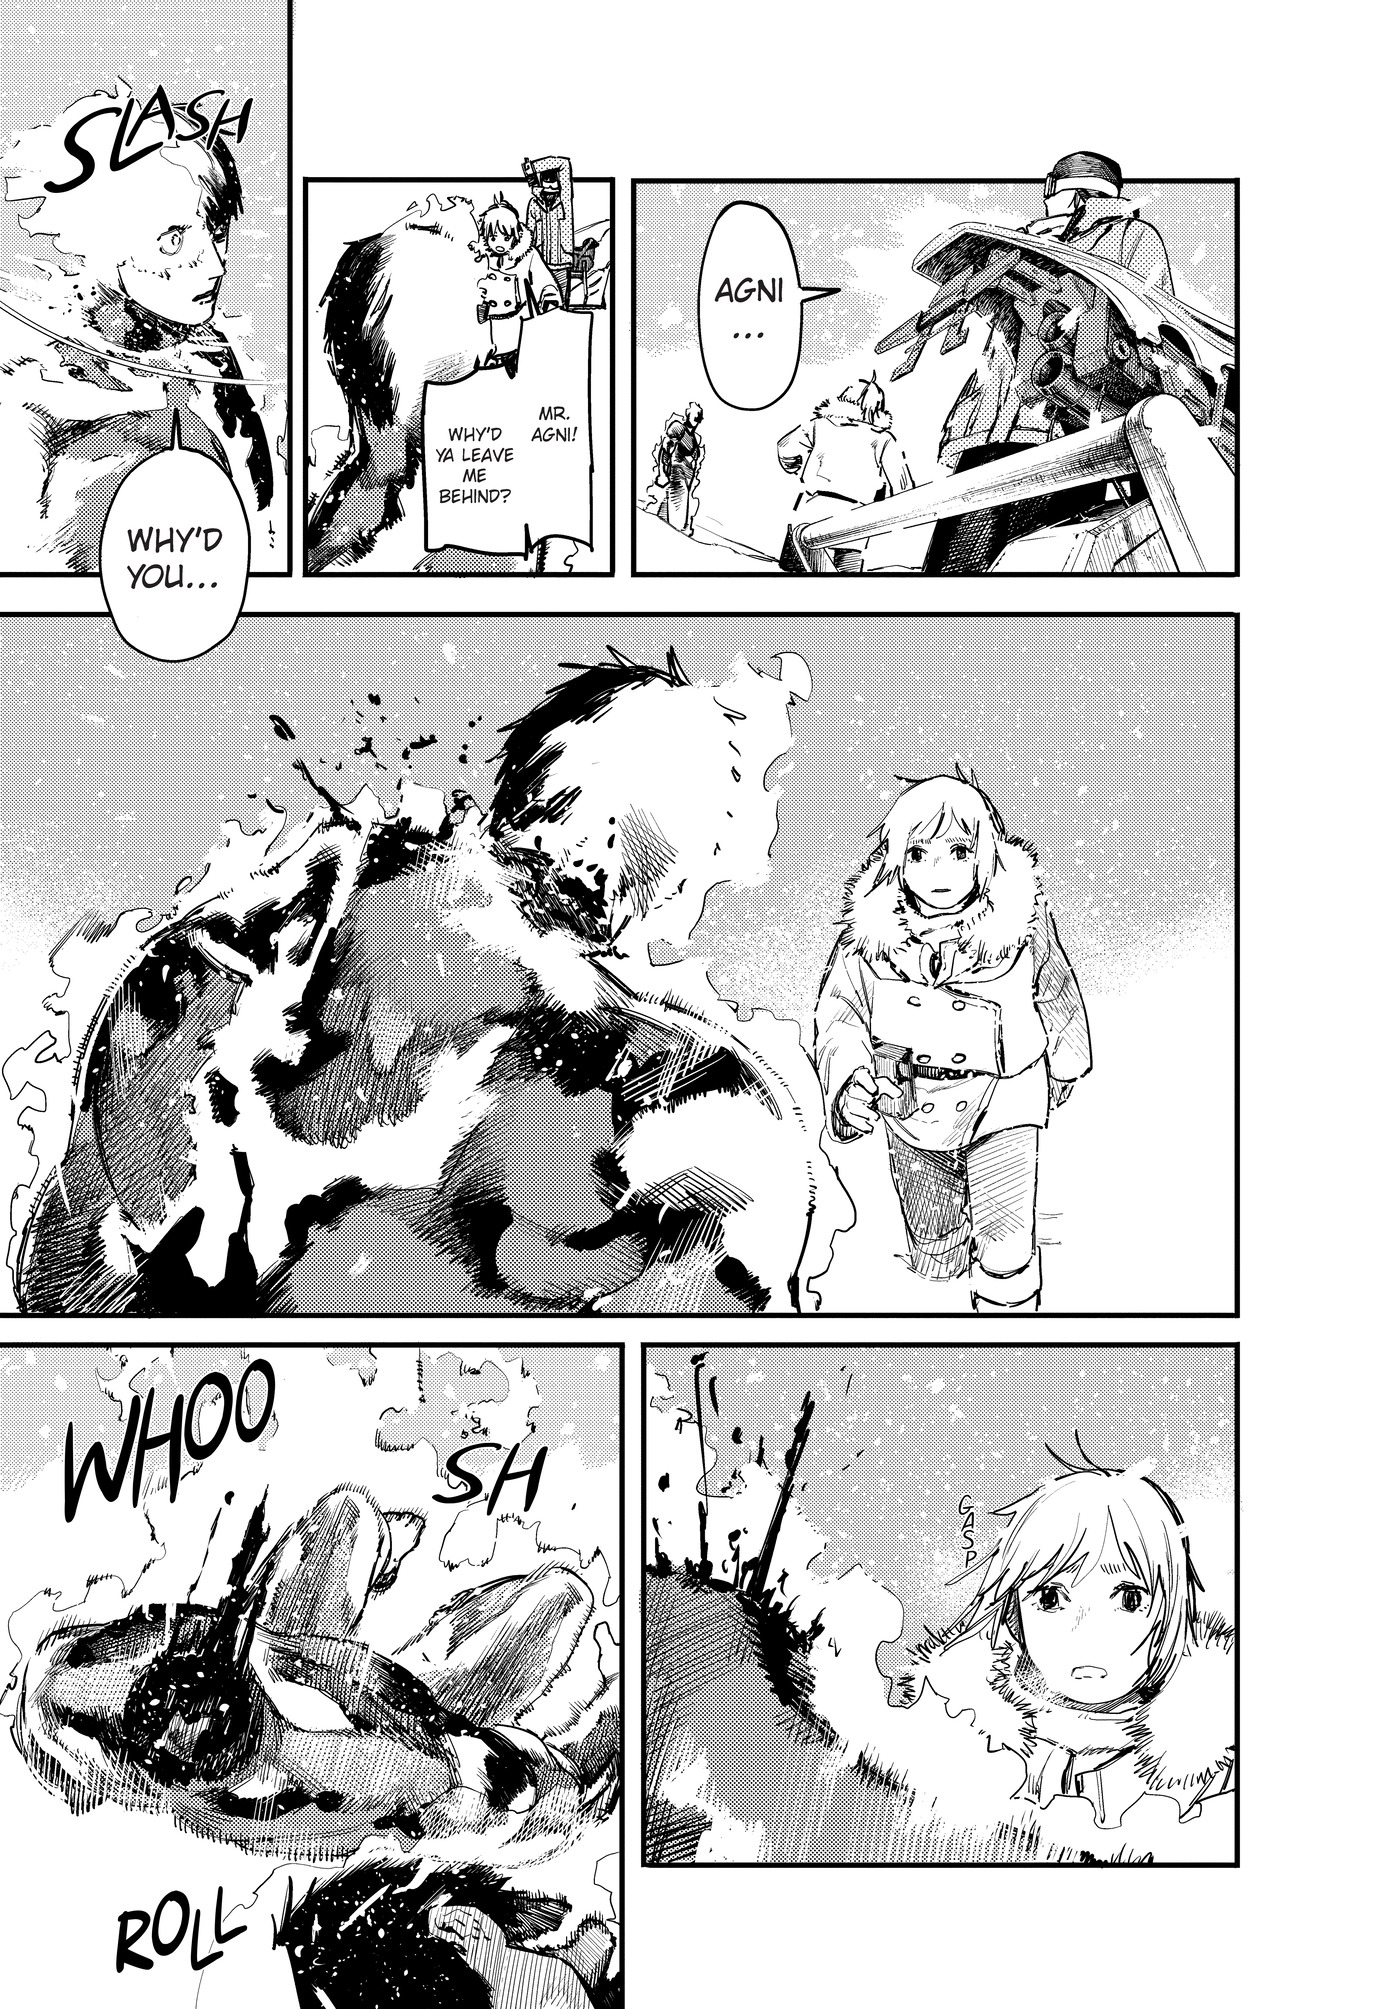 AGNI
...
MR.
AGNI!
WHY'D
YA LEAVE
ME
BEHIND?
SLASH
WHY'D
YOU...
GASP
WHOO
SH
ROLL